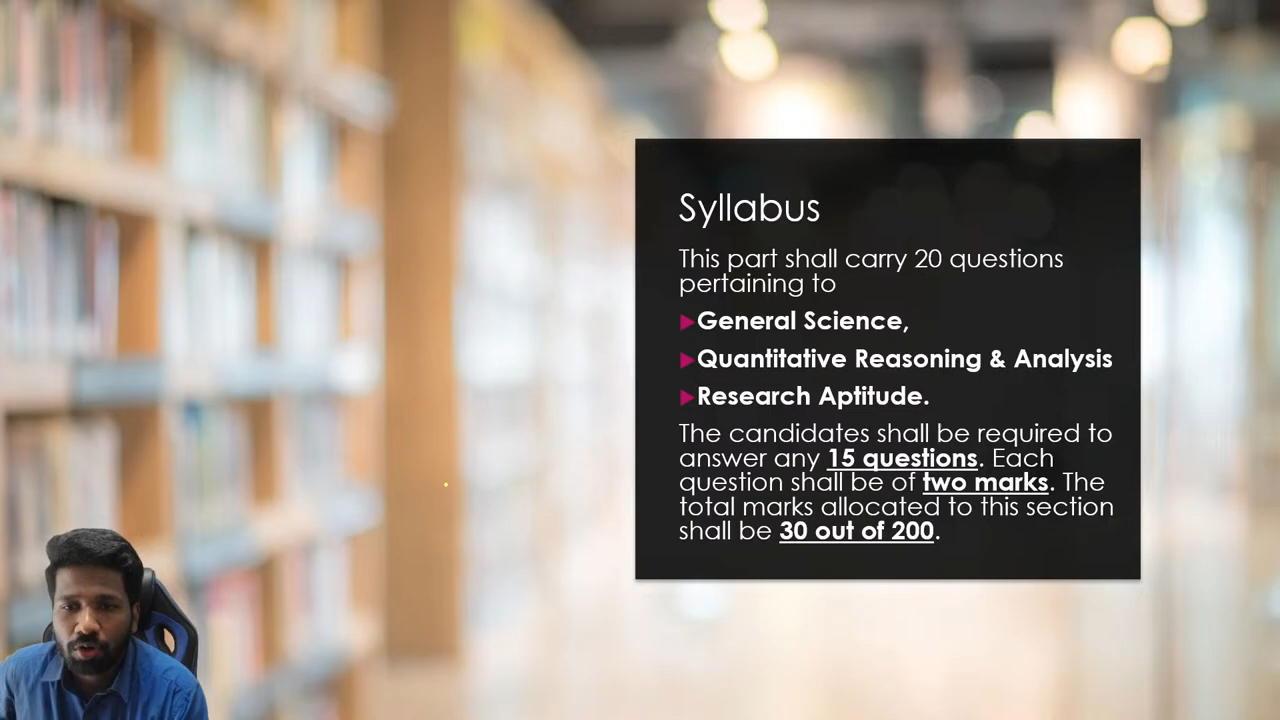 Syllabus
This part shall carry 20 questions
pertaining to
General Science,
Quantitative Reasoning & Analysis
Research Aptitude.
The candidates shall be required to
answer any 15 questions. Each
question shall be of two marks. The
total marks allocated to this section
shall be 30 out of 200.